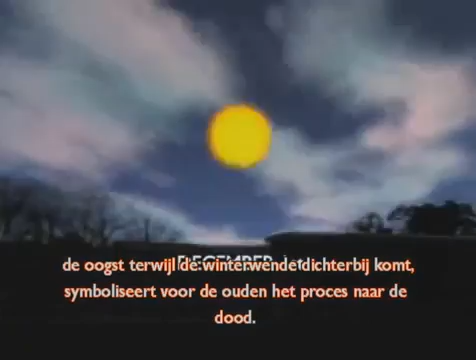 de oogst terwijl de winterwende dichterbij komt,
symboliseert voor de ouden het proces naar de
dood.
DECEMBER